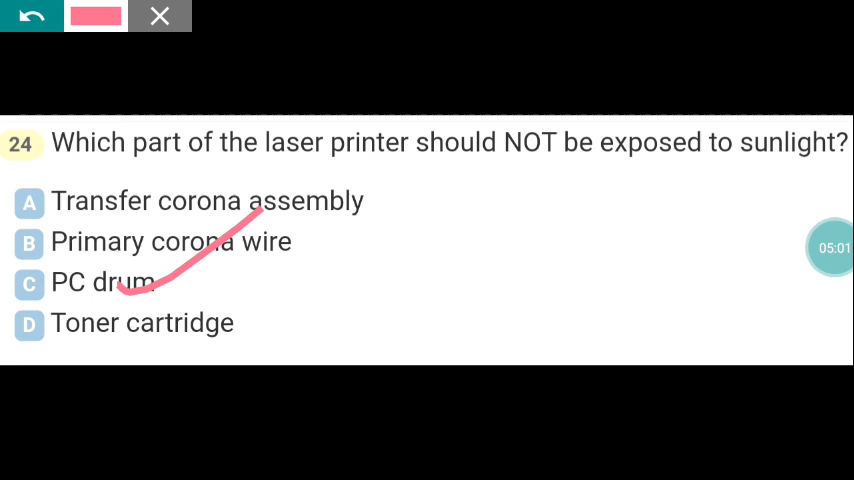 24 Which part of the laser printer should NOT be exposed to sunlight?
A Transfer corona assembly
B Primary corona wire
C PC drum
D Toner cartridge
05:01